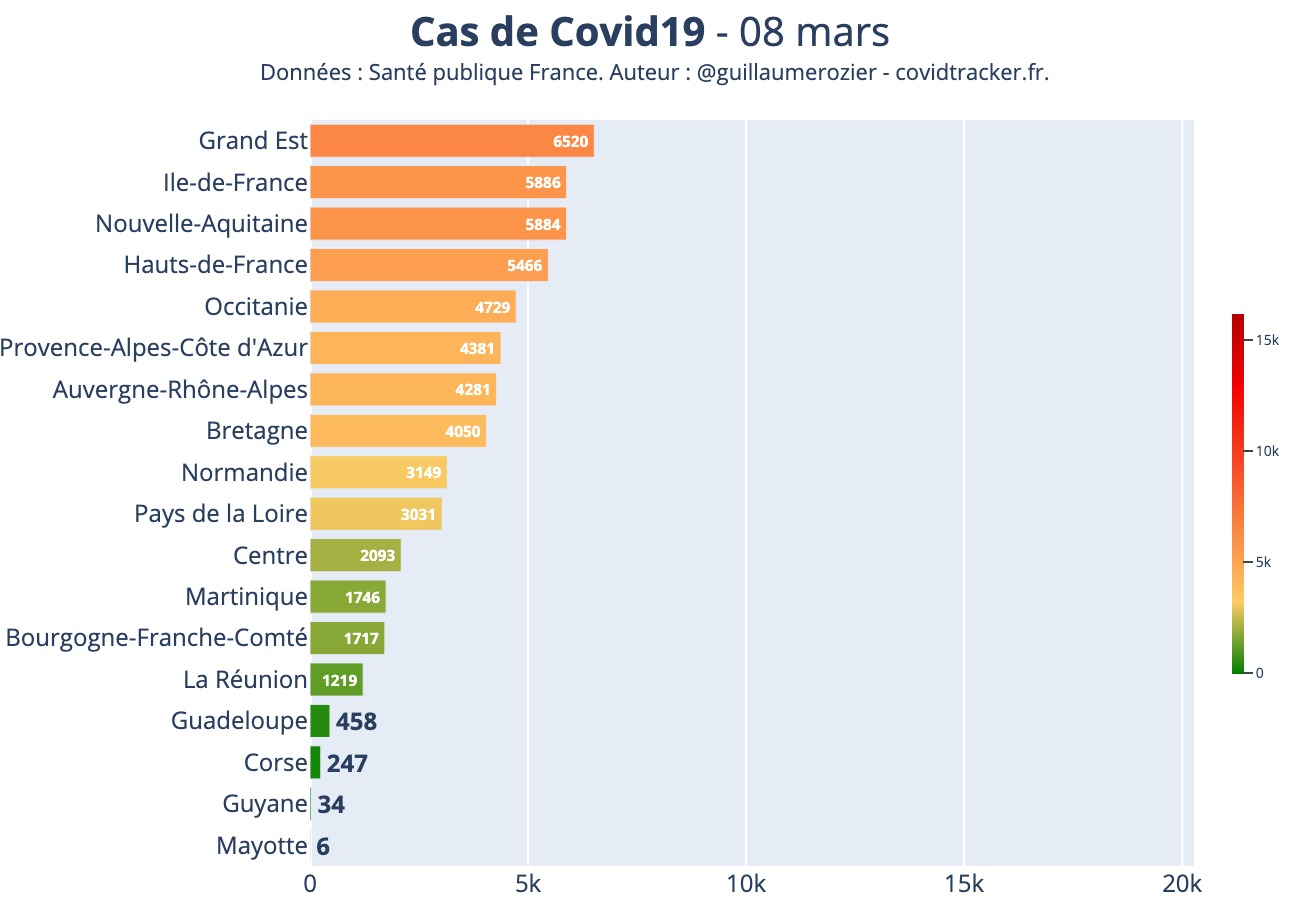 Cas de Covid19 - 08 mars
Données : Santé publique France. Auteur : @guillaumerozier - covidtracker.fr.
Grand Est 6520
Ile-de-France 5886
Nouvelle-Aquitaine 5884
Hauts-de-France 5466
Occitanie 4729
Provence-Alpes-Côte d'Azur 4381
Auvergne-Rhône-Alpes 4281
Bretagne 4050
Normandie 3149
Pays de la Loire 3031
Centre 2093
Martinique 1746
Bourgogne-Franche-Comté 1717
La Réunion 1219
Guadeloupe 458
Corse 247
Guyane 34
Mayotte 6
0 5k 10k 15k 20k
15k
10k
5k
0